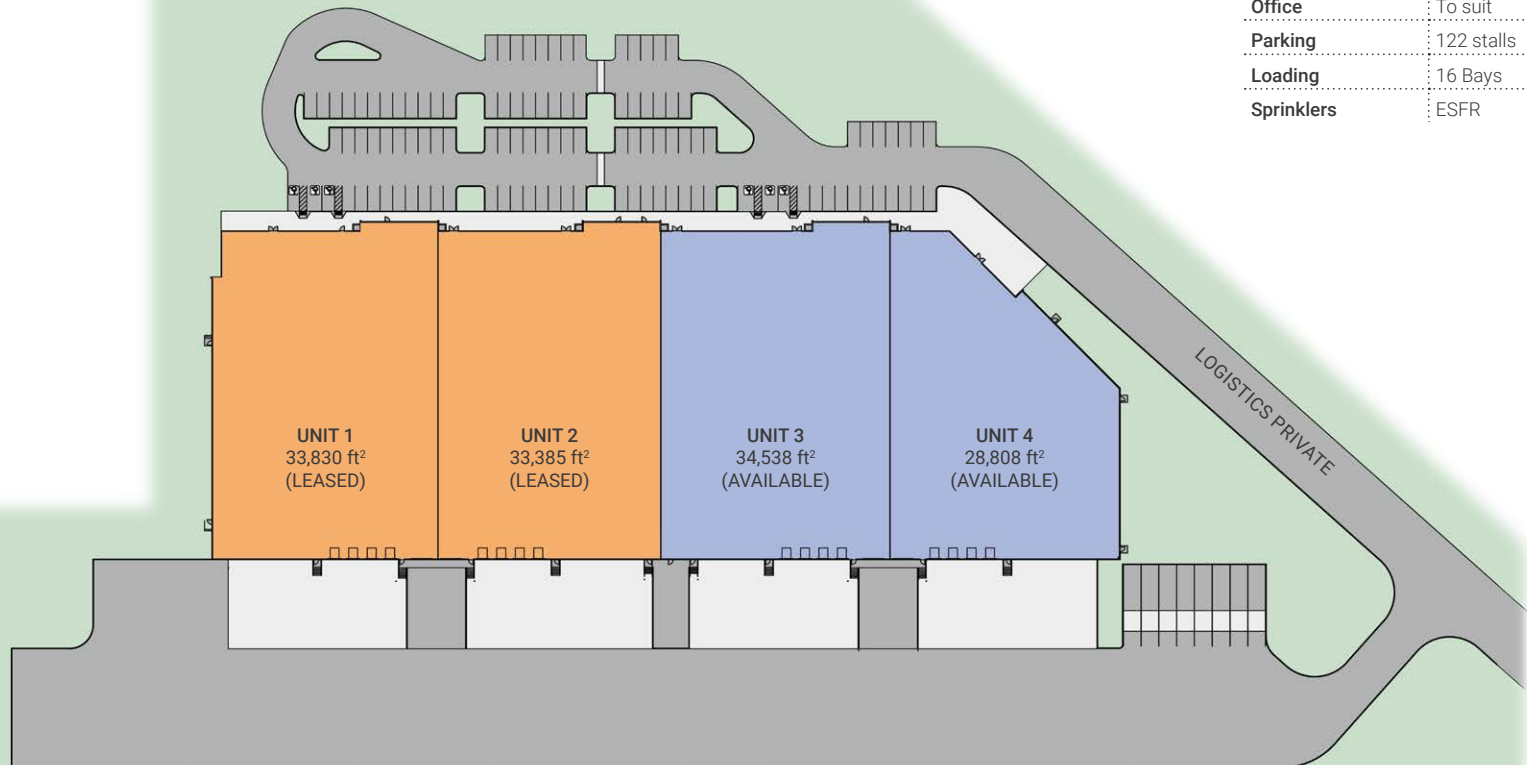 Office To suit
Parking 122 stalls
Loading 16 Bays
Sprinklers ESFR
LOGISTICS PRIVATE
UNIT 1
33,830 ft²
(LEASED)
UNIT 2
33,385 ft²
(LEASED)
UNIT 3
34,538 ft²
(AVAILABLE)
UNIT 4
28,808 ft²
(AVAILABLE)